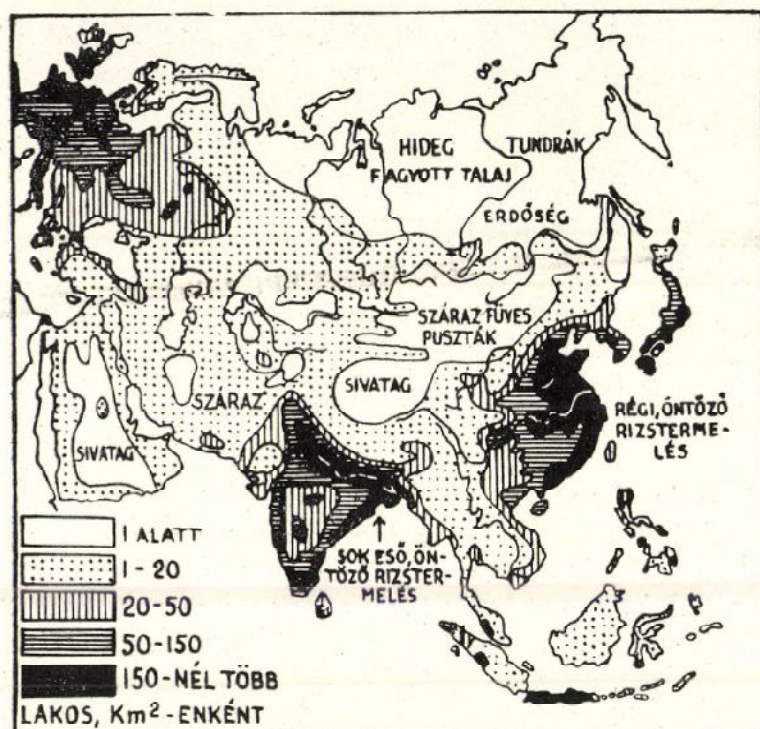 HIDEG
FAGYOTT TALAJ
TUNDRÁK
ERDŐSÉG
SZÁRAZ FÜVES
PUSZTÁK
SIVATAG
SZÁRAZ
SIVATAG
RÉGI, ÖNTÖZŐ
RIZSTERME-
LÉS
SOK ESŐ, ÖN-
TÖZŐ RIZSTER-
MELÉS
1 ALATT
1-20
20-50
50-150
150-NÉL TÖBB
LAKOS, Km²-ENKÉNT